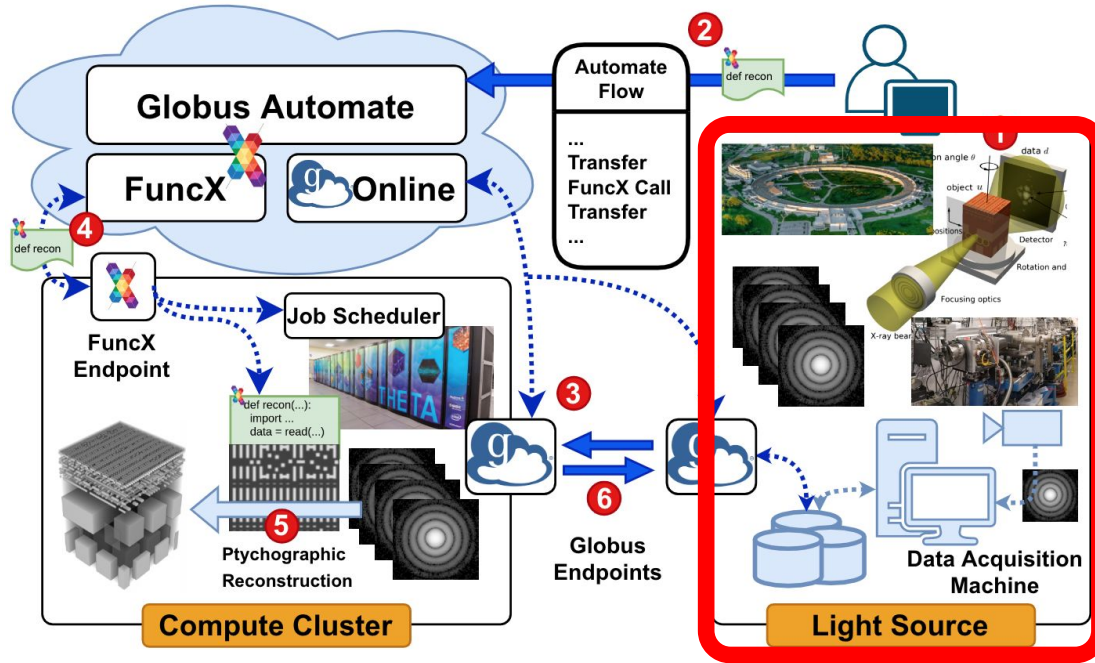 2
def recon
Automate
Flow
...
Transfer
FuncX Call
Transfer
...
Globus Automate
FuncX
g
Online
4
def recon
FuncX
Endpoint
Job Scheduler
THETA
def recon(...):
import ...
data = read(...)
5
Ptychographic
Reconstruction
Compute Cluster
3
g
g
6
Globus
Endpoints
1
data d
angle θ
object u
positions
Detector
Rotation and
Focusing optics
X-ray
Data Acquisition
Machine
Light Source